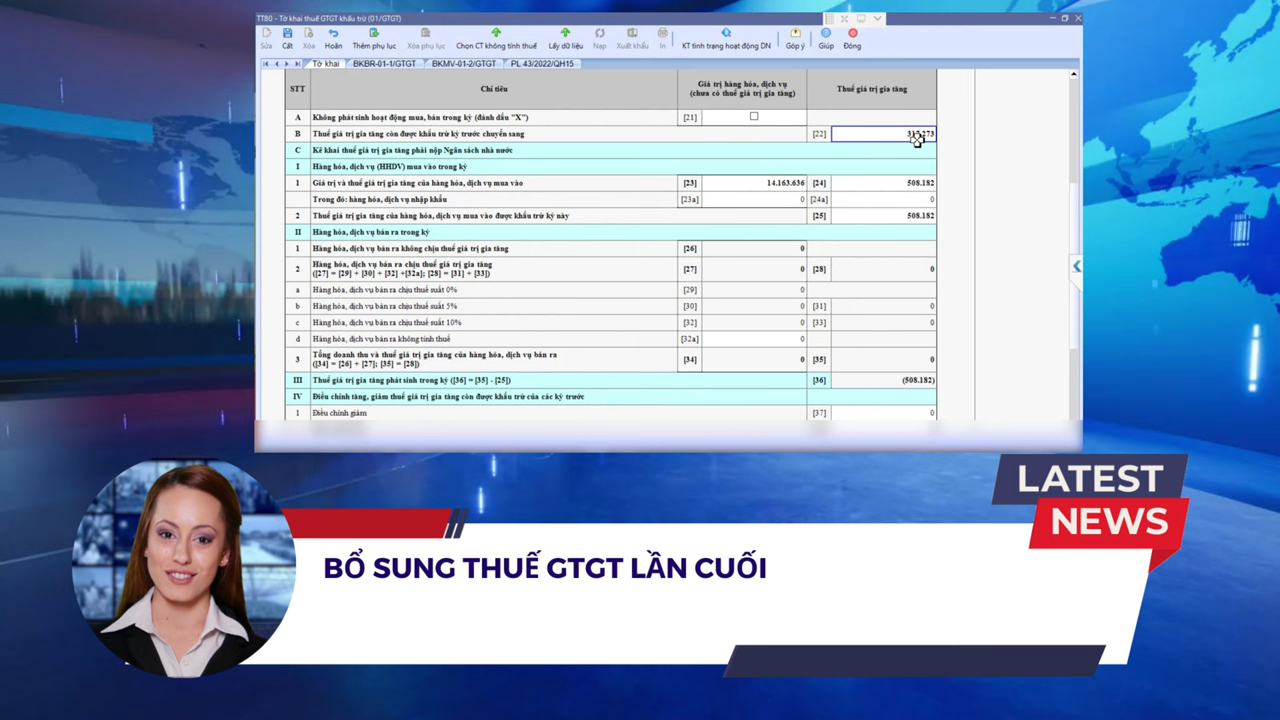 TT80 - Tờ khai thuế GTGT khấu trừ (01/GTGT)
Sửa Cất Xóa Hoãn Thêm phụ lục Xóa phụ lục Chọn CT không tính thuế Lấy dữ liệu Nạp Xuất khẩu In KT tình trạng hoạt động DN Góp ý Giúp Đóng
Tờ khai BKBR-01-1/GTGT BKMV-01-2/GTGT PL 43/2022/QH15
STT Chỉ tiêu Giá trị hàng hóa, dịch vụ (chưa có thuế giá trị gia tăng) Thuế giá trị gia tăng
A Không phát sinh hoạt động mua, bán trong kỳ (đánh dấu "X") [21]
B Thuế giá trị gia tăng còn được khấu trừ kỳ trước chuyển sang [22]
C Kê khai thuế giá trị gia tăng phải nộp Ngân sách nhà nước
I Hàng hóa, dịch vụ (HHDV) mua vào trong kỳ
1 Giá trị và thuế giá trị gia tăng của hàng hóa, dịch vụ mua vào [23] 14.163.636 [24] 508.182
Trong đó: hàng hóa, dịch vụ nhập khẩu [23a] 0 [24a] 0
2 Thuế giá trị gia tăng của hàng hóa, dịch vụ mua vào được khấu trừ kỳ này [25] 508.182
II Hàng hóa, dịch vụ bán ra trong kỳ
1 Hàng hóa, dịch vụ bán ra không chịu thuế giá trị gia tăng [26] 0
2 Hàng hóa, dịch vụ bán ra chịu thuế giá trị gia tăng
([27] = [29] + [30] + [32] +[32a]; [28] = [31] + [33]) [27] 0 [28] 0
a Hàng hóa, dịch vụ bán ra chịu thuế suất 0% [29] 0
b Hàng hóa, dịch vụ bán ra chịu thuế suất 5% [30] 0 [31] 0
c Hàng hóa, dịch vụ bán ra chịu thuế suất 10% [32] 0 [33] 0
d Hàng hóa, dịch vụ bán ra không tính thuế [32a] 0
3 Tổng doanh thu và thuế giá trị gia tăng của hàng hóa, dịch vụ bán ra
([34] = [26] + [27]; [35] = [28]) [34] 0 [35] 0
III Thuế giá trị gia tăng phát sinh trong kỳ ([36] = [35] - [25]) [36] (508.182)
IV Điều chỉnh tăng, giảm thuế giá trị gia tăng còn được khấu trừ của các kỳ trước
1 Điều chỉnh giảm [37] 0
LATEST
NEWS
BỔ SUNG THUẾ GTGT LẦN CUỐI